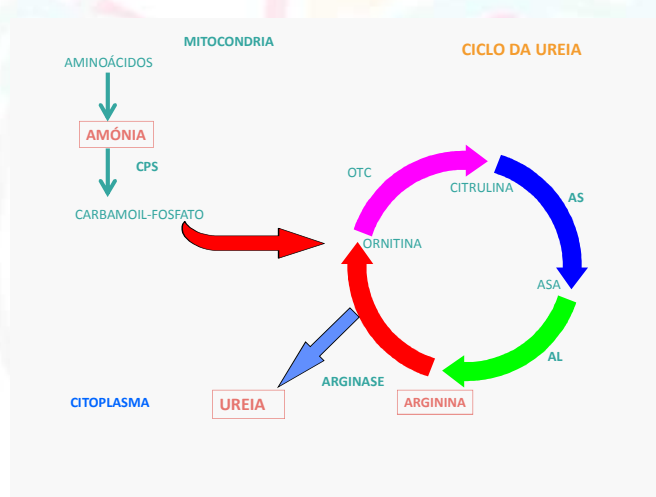 MITOCONDRIA
CICLO DA UREIA
AMINOÁCIDOS
AMÓNIA
CPS
CARBAMOIL-FOSFATO
OTC
CITRULINA
AS
ORNITINA
ASA
AL
ARGINASE
ARGININA
UREIA
CITOPLASMA